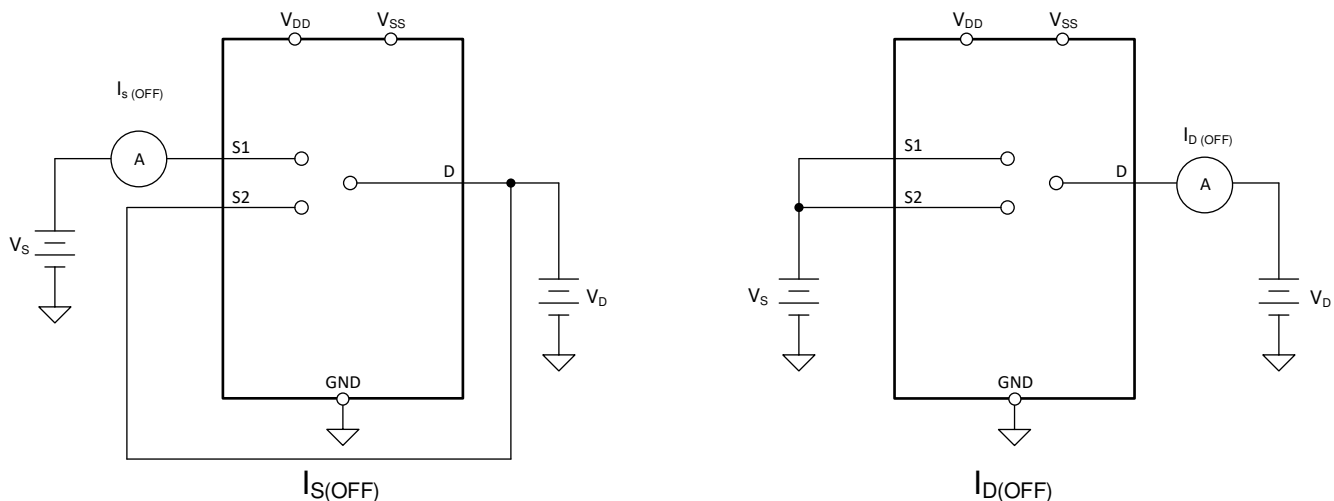 VDD VSS
Is (OFF)
A
S1
S2
D
VS
VD
GND
IS(OFF)
VDD VSS
ID (OFF)
S1
S2
D
A
VS
VD
GND
ID(OFF)